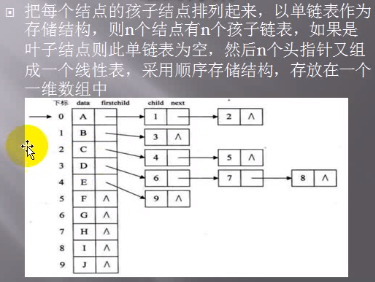 把每个结点的孩子结点排列起来，以单链表作为
存储结构，则n个结点有n个孩子链表，如果是
叶子结点则此单链表为空，然后n个头指针又组
成一个线性表，采用顺序存储结构，存放在一个
一维数组中
下标 data firstchild child next
0 A 1 2 ∧
1 B 3 ∧
2 C 4 5 ∧
3 D 6 7 8 ∧
4 E 9 ∧
5 F ∧
6 G ∧
7 H ∧
8 I ∧
9 J ∧